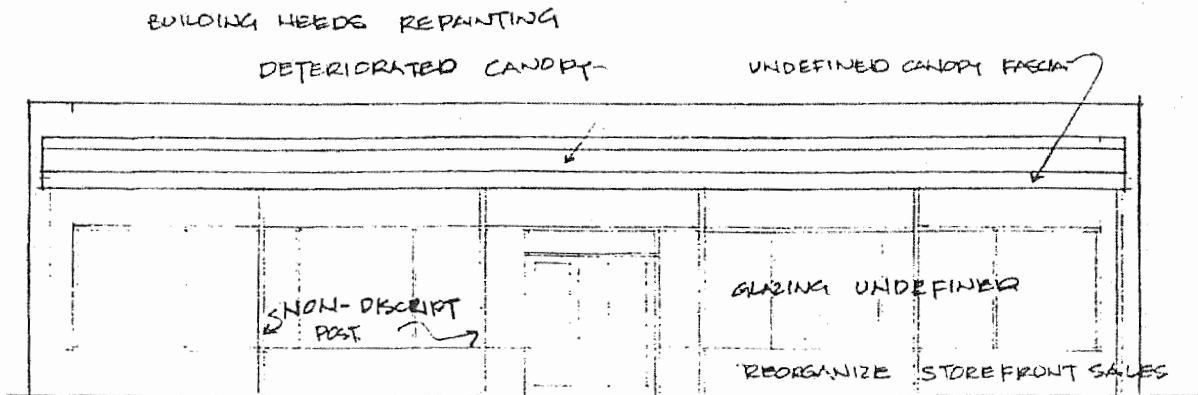 BUILDING NEEDS REPAINTING
DETERIORATED CANOPY
UNDEFINED CANOPY FASCIA
GLAZING UNDEFINED
NON-DISCRIPT
POST.
REORGANIZE STOREFRONT SALES